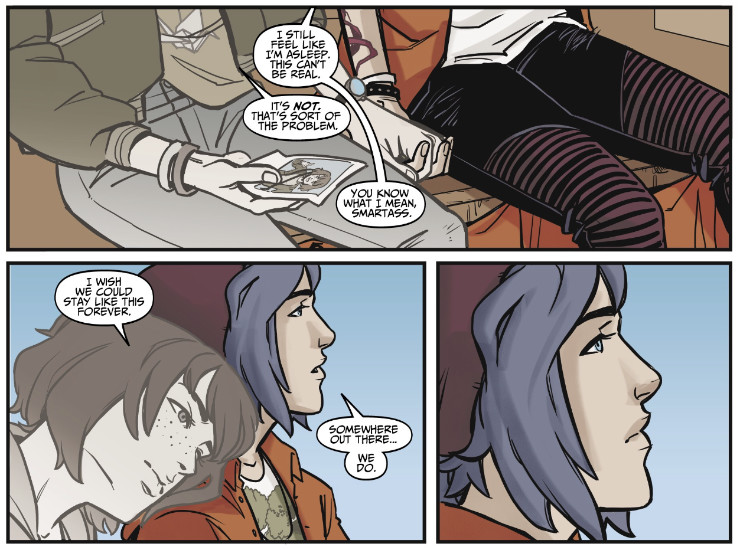 I STILL
FEEL LIKE
I'M ASLEEP.
THIS CAN'T
BE REAL.
IT'S NOT.
THAT'S SORT OF
THE PROBLEM.
YOU KNOW
WHAT I MEAN,
SMARTASS.
I WISH
WE COULD
STAY LIKE THIS
FOREVER.
SOMEWHERE
OUT THERE...
WE
DO.